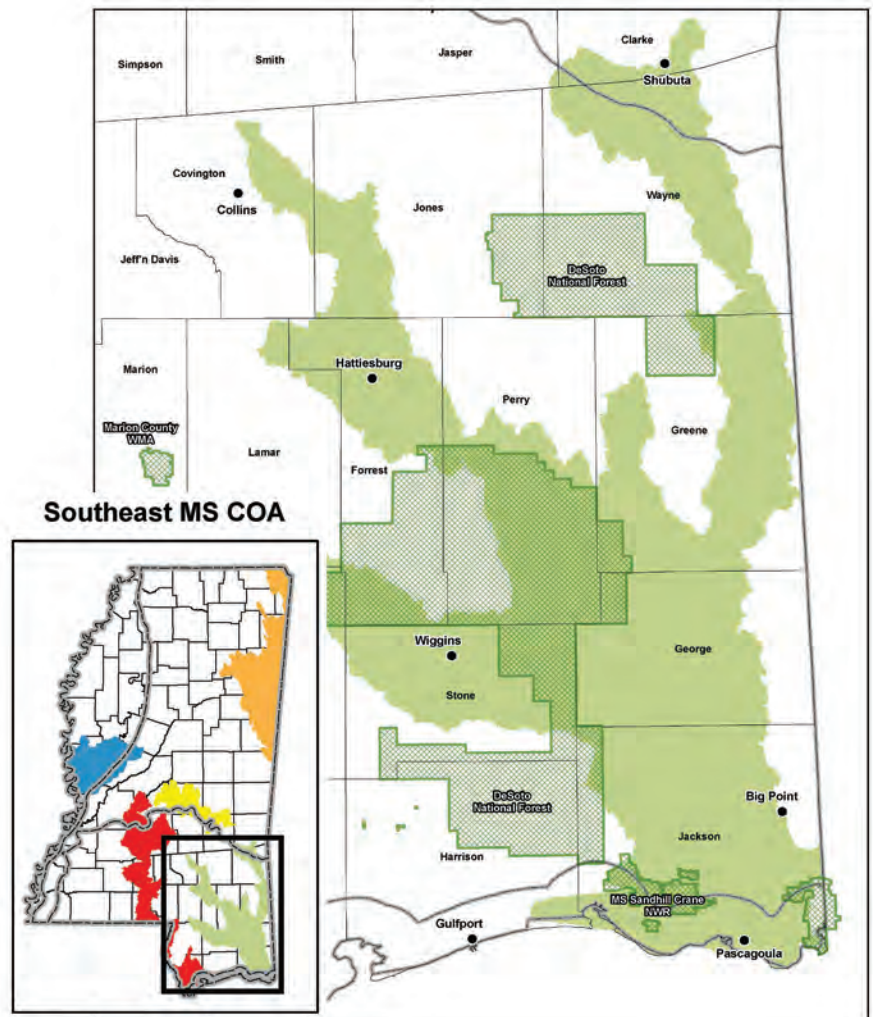 Clarke
Simpson
Smith
Jasper
Shubuta
Covington
Collins
Jones
Wayne
Jeff'n Davis
DeSoto
National Forest
Marion
Hattiesburg
Perry
Greene
Marion County
WMA
Lamar
Forrest
Southeast MS COA
Wiggins
George
Stone
DeSoto
National Forest
Big Point
Jackson
Harrison
MS Sandhill Crane
NWR
Gulfport
Pascagoula